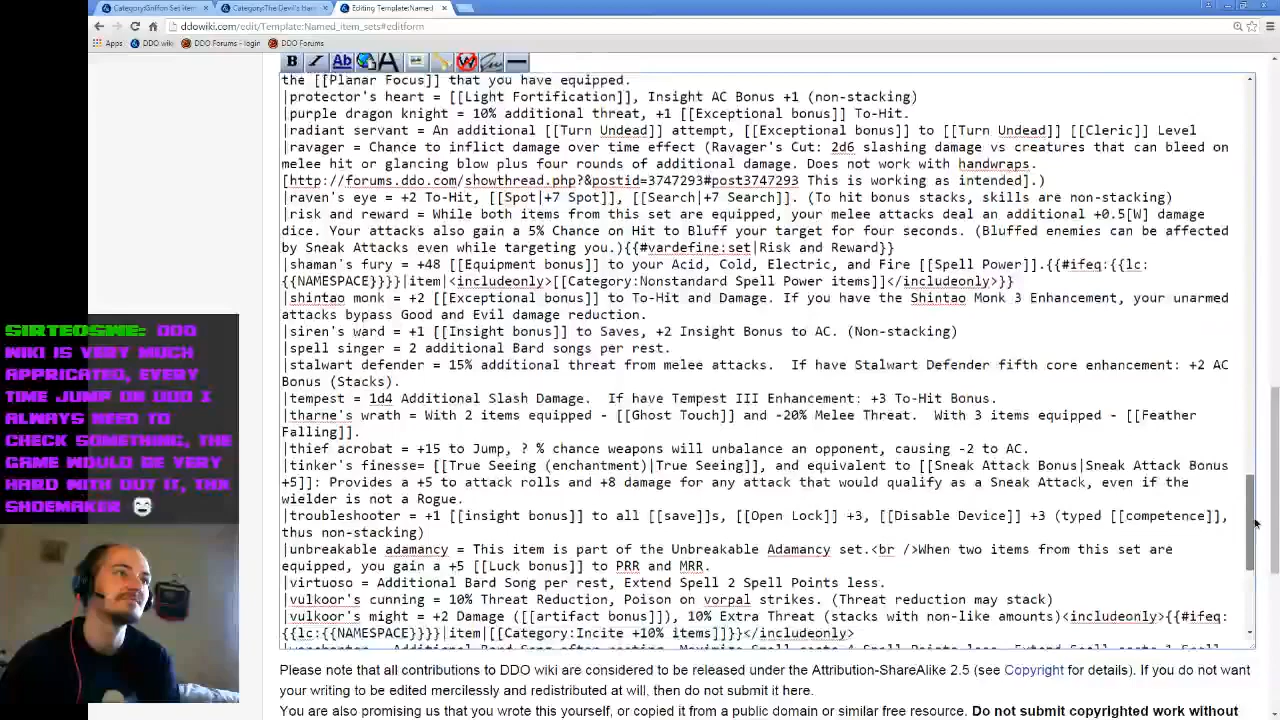 Category:Griffon Set item
Category:The Devil's Han
Editing Template:Named
ddowiki.com/edit/Template:Named_item_sets#editform
Apps
DDO wiki
DDO Forums - login
DDO Forums
B I Ab A W
the [[Planar Focus]] that you have equipped.
|protector's heart = [[Light Fortification]], Insight AC Bonus +1 (non-stacking)
|purple dragon knight = 10% additional threat, +1 [[Exceptional bonus]] To-Hit.
|radiant servant = An additional [[Turn Undead]] attempt, [[Exceptional bonus]] to [[Turn Undead]] [[Cleric]] Level
|ravager = Chance to inflict damage over time effect (Ravager's Cut: 2d6 slashing damage vs creatures that can bleed on
melee hit or glancing blow plus four rounds of additional damage. Does not work with handwraps.
[http://forums.ddo.com/showthread.php?&postid=3747293#post3747293 This is working as intended].)
|raven's eye = +2 To-Hit, [[Spot|+7 Spot]], [[Search|+7 Search]]. (To hit bonus stacks, skills are non-stacking)
|risk and reward = While both items from this set are equipped, your melee attacks deal an additional +0.5[W] damage
dice. Your attacks also gain a 5% Chance on Hit to Bluff your target for four seconds. (Bluffed enemies can be affected
by Sneak Attacks even while targeting you.){{#vardefine:set|Risk and Reward}}
|shaman's fury = +48 [[Equipment bonus]] to your Acid, Cold, Electric, and Fire [[Spell Power]].{{#ifeq:{{lc:
{{NAMESPACE}}}}|item|<includeonly>[[Category:Nonstandard Spell Power items]]</includeonly>}}
|shintao monk = +2 [[Exceptional bonus]] to To-Hit and Damage. If you have the Shintao Monk 3 Enhancement, your unarmed
attacks bypass Good and Evil damage reduction.
|siren's ward = +1 [[Insight bonus]] to Saves, +2 Insight Bonus to AC. (Non-stacking)
|spell singer = 2 additional Bard songs per rest.
|stalwart defender = 15% additional threat from melee attacks.  If have Stalwart Defender fifth core enhancement: +2 AC
Bonus (Stacks).
|tempest = 1d4 Additional Slash Damage.  If have Tempest III Enhancement: +3 To-Hit Bonus.
|tharne's wrath = With 2 items equipped - [[Ghost Touch]] and -20% Melee Threat.  With 3 items equipped - [[Feather
Falling]].
|thief acrobat = +15 to Jump, ? % chance weapons will unbalance an opponent, causing -2 to AC.
|tinker's finesse= [[True Seeing (enchantment)|True Seeing]], and equivalent to [[Sneak Attack Bonus|Sneak Attack Bonus
+5]]: Provides a +5 to attack rolls and +8 damage for any attack that would qualify as a Sneak Attack, even if the
wielder is not a Rogue.
|troubleshooter = +1 [[insight bonus]] to all [[save]]s, [[Open Lock]] +3, [[Disable Device]] +3 (typed [[competence]],
thus non-stacking)
|unbreakable adamancy = This item is part of the Unbreakable Adamancy set.<br />When two items from this set are
equipped, you gain a +5 [[Luck bonus]] to PRR and MRR.
|virtuoso = Additional Bard Song per rest, Extend Spell 2 Spell Points less.
|vulkoor's cunning = 10% Threat Reduction, Poison on vorpal strikes. (Threat reduction may stack)
|vulkoor's might = +2 Damage ([[artifact bonus]]), 10% Extra Threat (stacks with non-like amounts)<includeonly>{{#ifeq:
{{lc:{{NAMESPACE}}}}|item|[[Category:Incite +10% items]]}}</includeonly>
Please note that all contributions to DDO wiki are considered to be released under the Attribution-ShareAlike 2.5 (see Copyright for details). If you do not want
your writing to be edited mercilessly and redistributed at will, then do not submit it here.
You are also promising us that you wrote this yourself, or copied it from a public domain or similar free resource. Do not submit copyrighted work without
SIRTEOSWE: DDO
WIKI IS VERY MUCH
APPRICATED, EVERY
TIME JUMP ON DDO I
ALWAYS NEED TO
CHECK SOMETHING, THE
GAME WOULD BE VERY
HARD WITH OUT IT, THX
SHOEMAKER